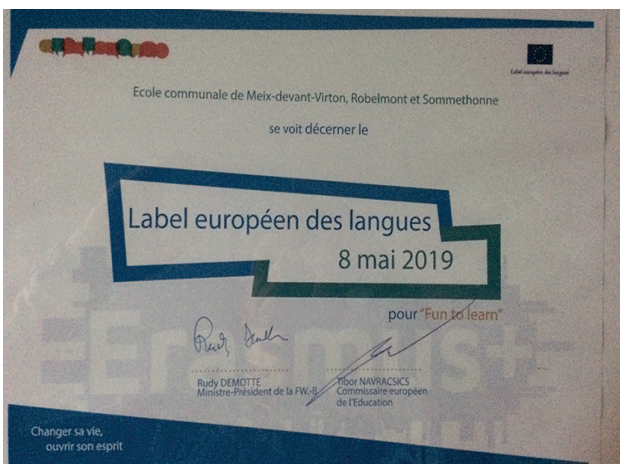 Label européen des langues
Ecole communale de Meix-devant-Virton, Robelmont et Sommethonne
se voit décerner le
Label européen des langues
8 mai 2019
pour "Fun to learn"
Erasmus+
Rudy DEMOTTE
Ministre-Président de la FW.-B
Tibor NAVRACSICS
Commissaire européen
de l'Education
Changer sa vie,
ouvrir son esprit